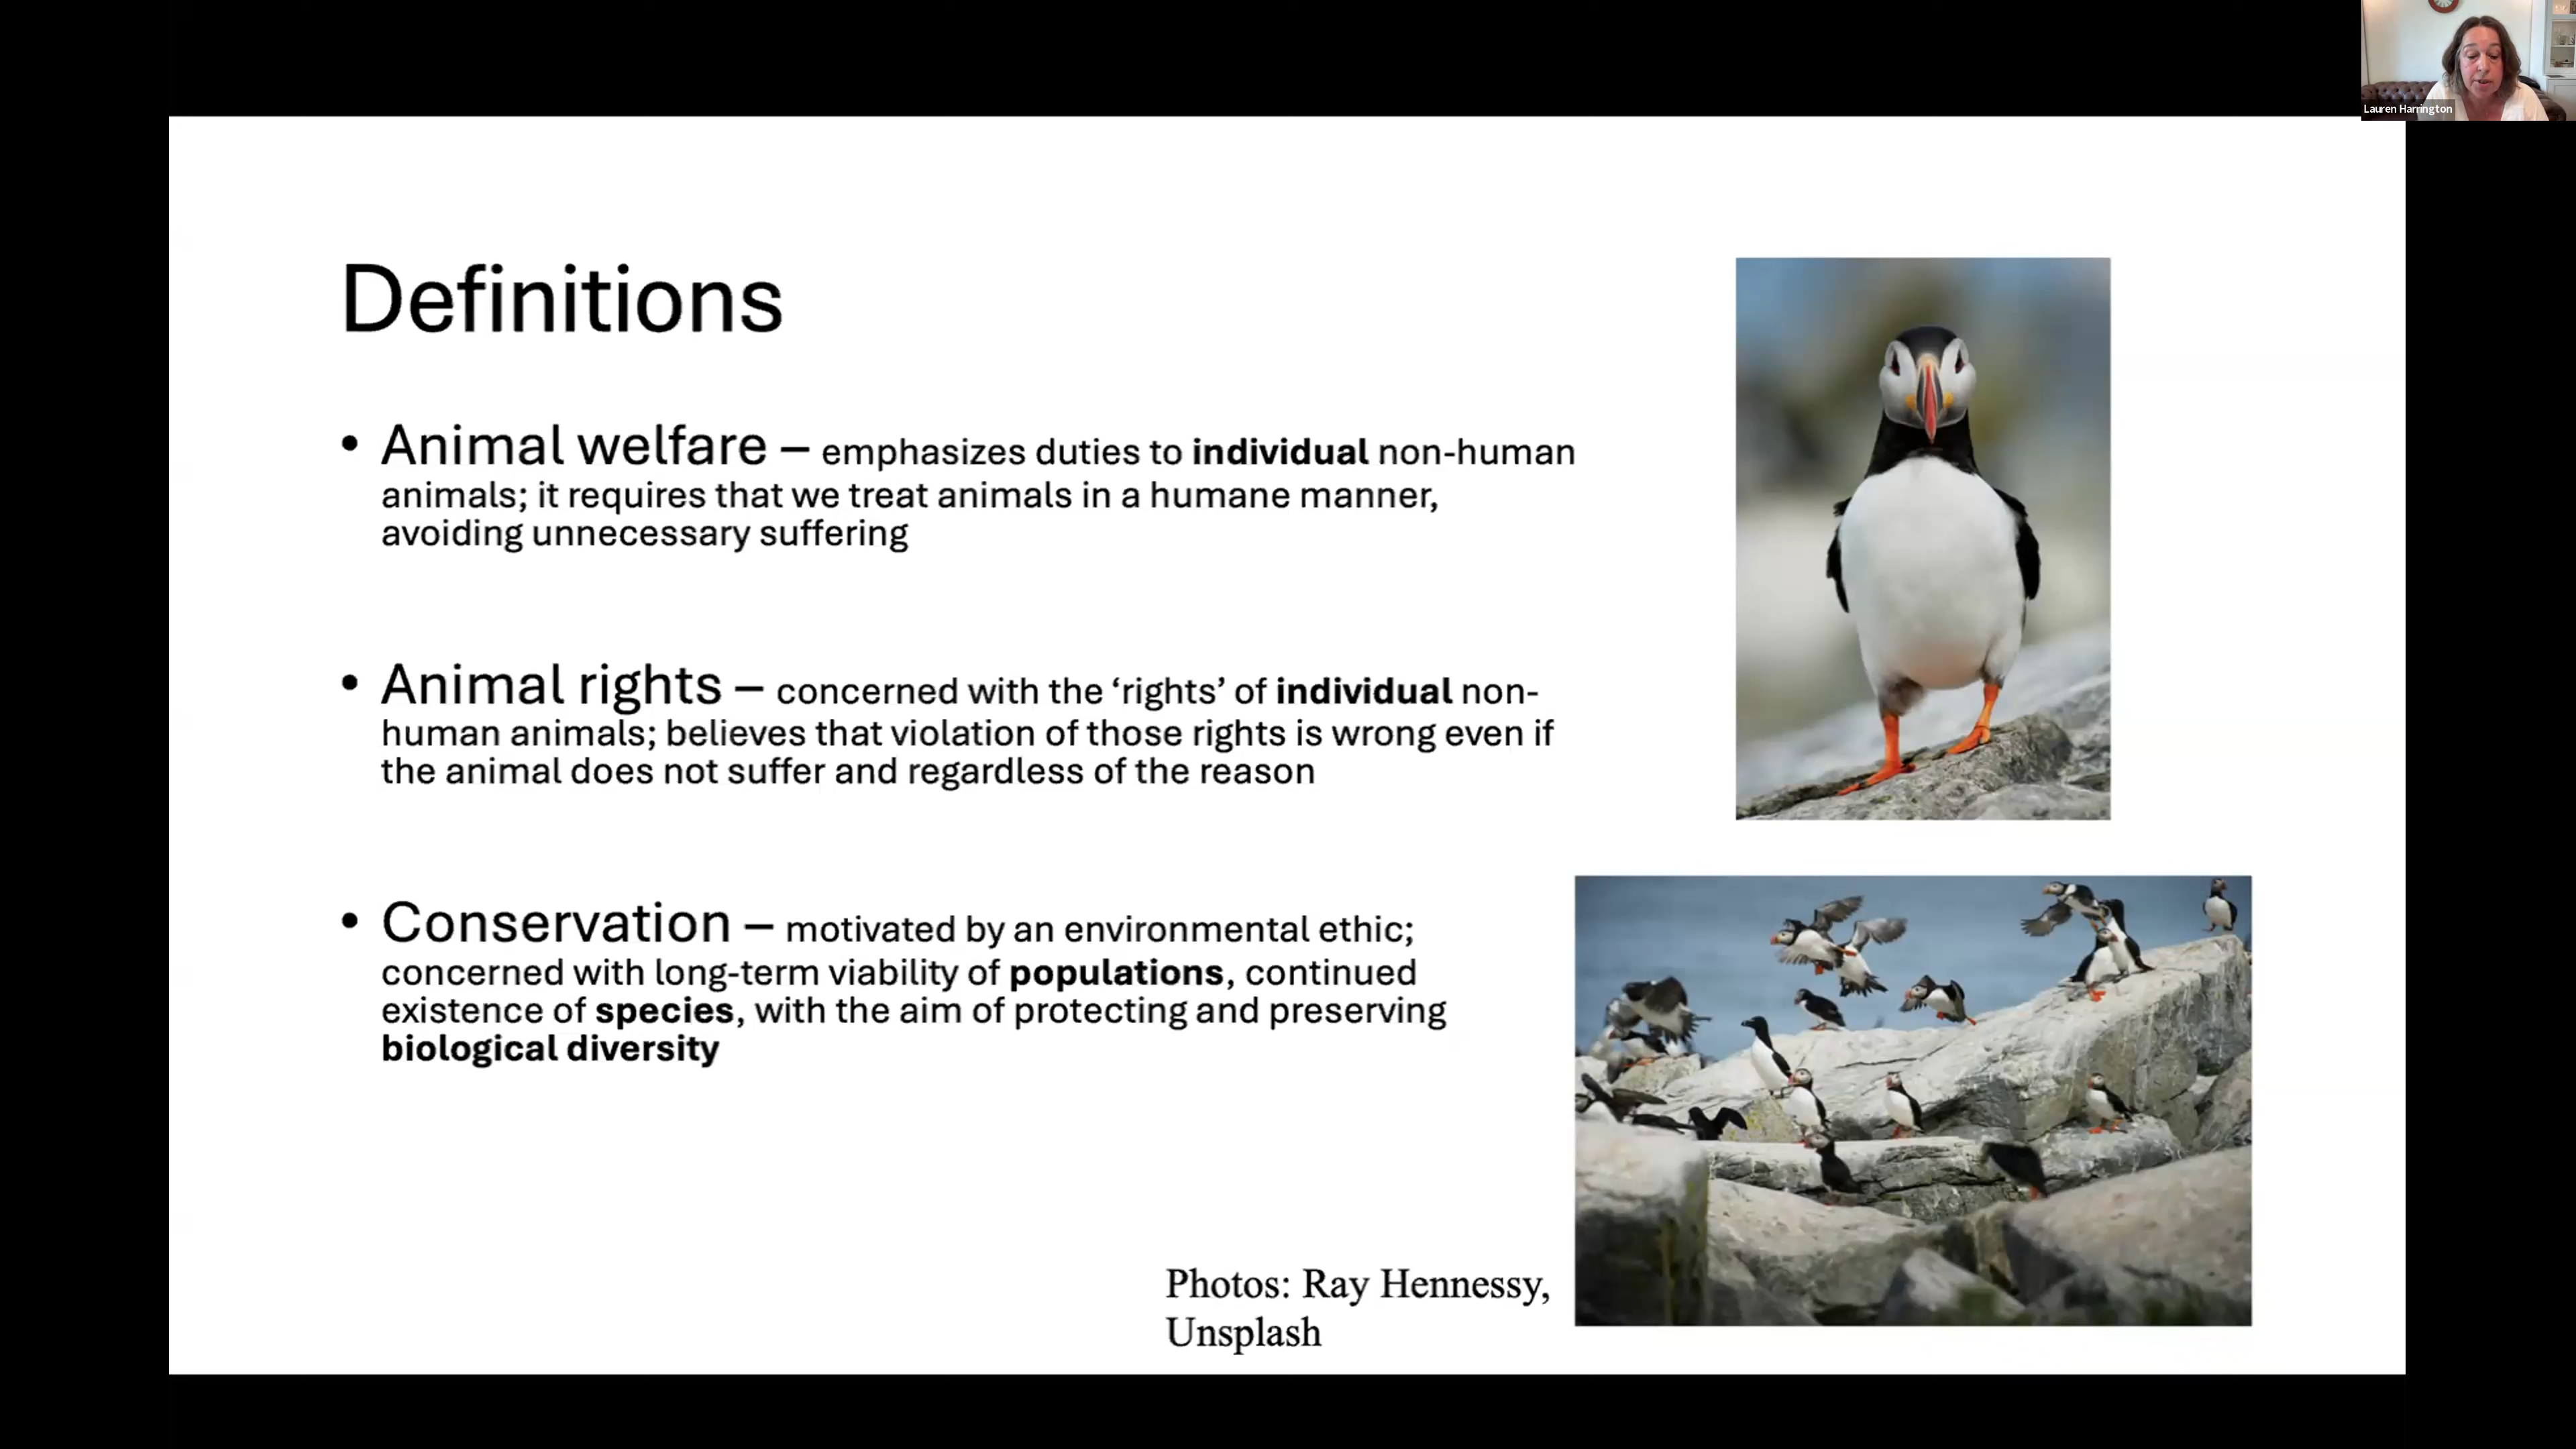 Lauren Harrington
Definitions
• Animal welfare – emphasizes duties to individual non-human
animals; it requires that we treat animals in a humane manner,
avoiding unnecessary suffering
• Animal rights – concerned with the ‘rights’ of individual non-
human animals; believes that violation of those rights is wrong even if
the animal does not suffer and regardless of the reason
• Conservation – motivated by an environmental ethic;
concerned with long-term viability of populations, continued
existence of species, with the aim of protecting and preserving
biological diversity
Photos: Ray Hennessy,
Unsplash